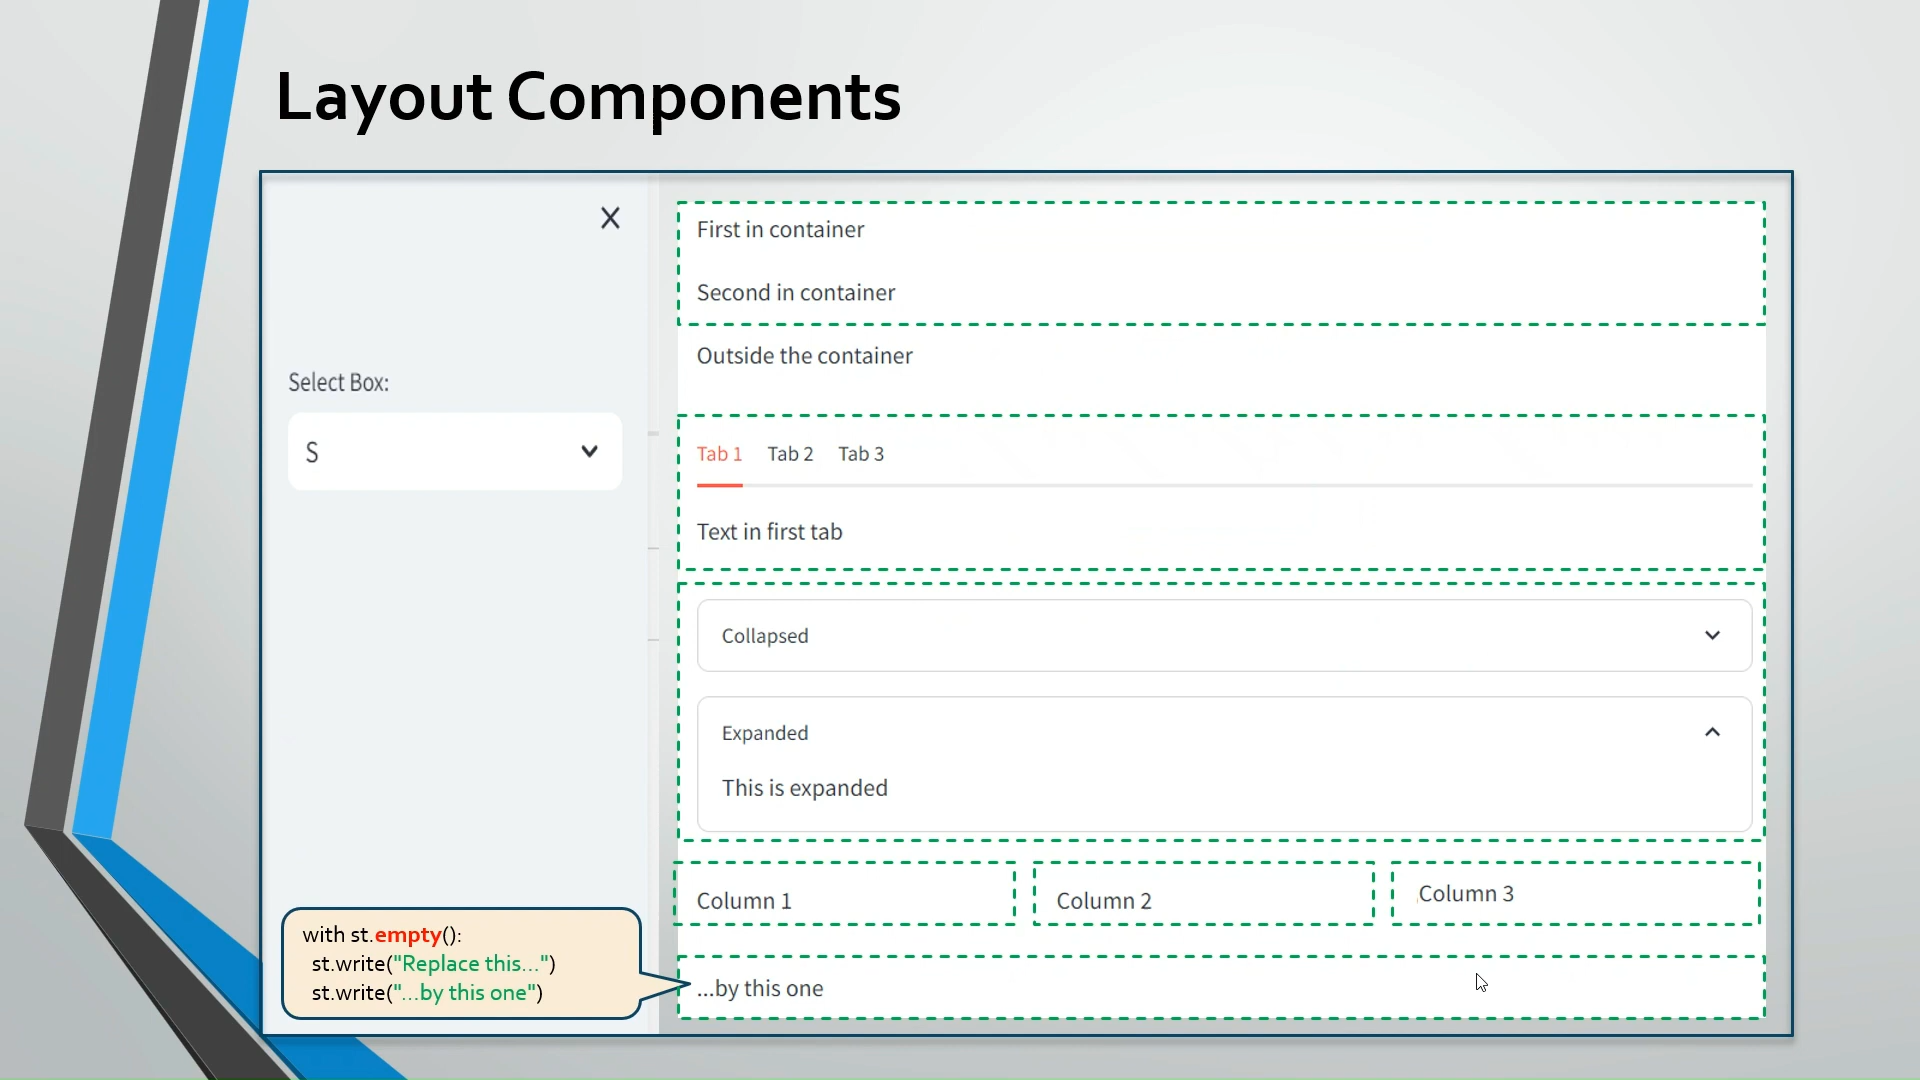 Layout Components
X
Select Box:
S
First in container
Second in container
Outside the container
Tab 1 Tab 2 Tab 3
Text in first tab
Collapsed
Expanded
This is expanded
Column 1 Column 2 Column 3
with st.empty():
st.write("Replace this...")
st.write("...by this one")
...by this one